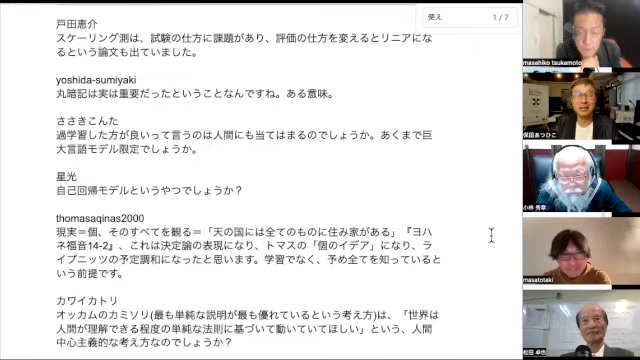 戸田恵介
スケーリング測は、試験の仕方に課題があり、評価の仕方を変えるとリニアにな
るという論文も出ていました。
yoshida-sumiyaki
丸暗記は実は重要だったということなんですね。ある意味。
ささきこんた
過学習した方が良いって言うのは人間にも当てはまるのでしょうか。あくまで巨
大言語モデル限定でしょうか。
星光
自己回帰モデルというやつでしょうか？
thomasaqinas2000
現実＝個、そのすべてを観る＝「天の国には全てのものに住み家がある」『ヨハ
ネ福音14-2』、これは決定論の表現になり、トマスの「個のイデア」になり、ラ
イプニッツの予定調和になったと思います。学習でなく、予め全てを知っていると
いう前提です。
カワイカトリ
オッカムのカミソリ(最も単純な説明が最も優れているという考え方)は、「世界は
人間が理解できる程度の単純な法則に基づいて動いていてほしい」という、人間
中心主義的な考え方なのでしょうか？
使え 1 / 7
masahiko tsukamoto
保田あつひこ
小林 秀章
masatotaki
松田 卓也